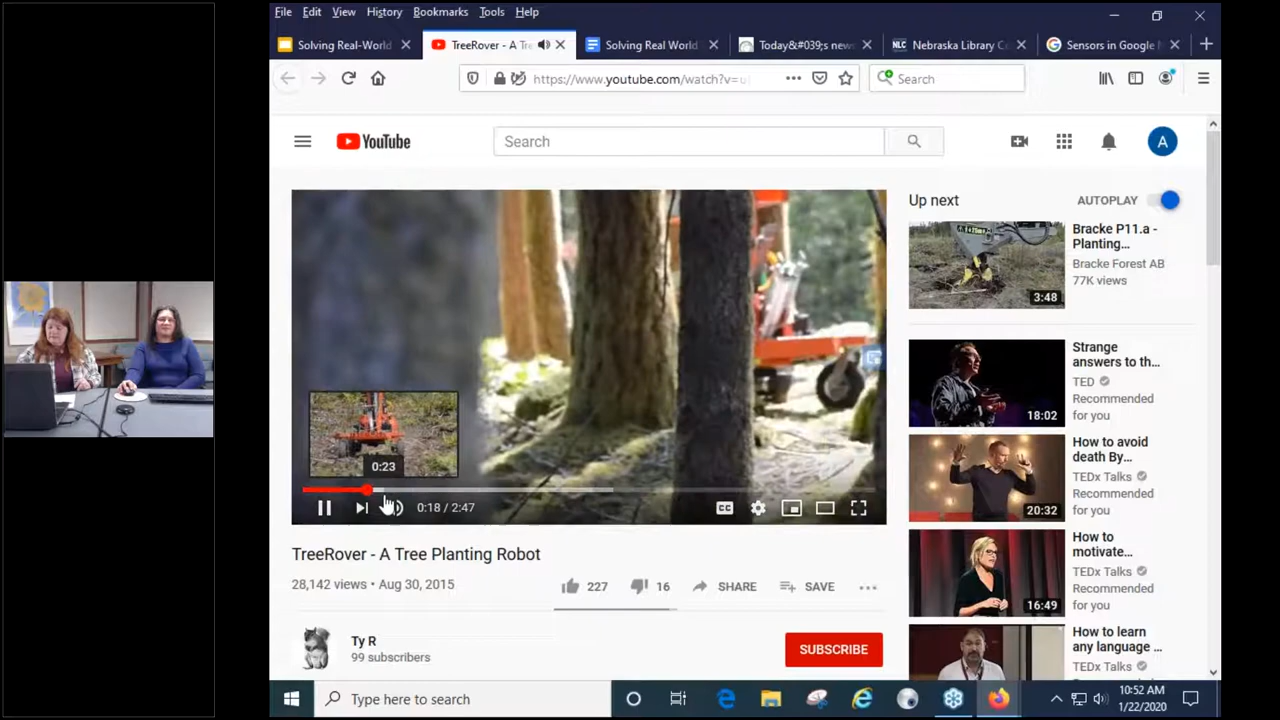 File Edit View History Bookmarks Tools Help
Solving Real-World
TreeRover - A Tre
Solving Real World
Today&#039;s new
NLC Nebraska Library Co
Sensors in Google
https://www.youtube.com/watch?v=
Search
YouTube
Search
A
Up next
AUTOPLAY
Bracke P11.a -
Planting...
Bracke Forest AB
77K views
3:48
Strange
answers to th...
TED
Recommended
for you
18:02
How to avoid
death By...
TEDx Talks
Recommended
for you
20:32
How to
motivate...
TEDx Talks
Recommended
for you
16:49
How to learn
any language ...
TEDx Talks
Recommended
0:23
0:18 / 2:47
CC
TreeRover - A Tree Planting Robot
28,142 views • Aug 30, 2015
227 16 SHARE SAVE
Ty R
99 subscribers
SUBSCRIBE
Type here to search
10:52 AM
1/22/2020